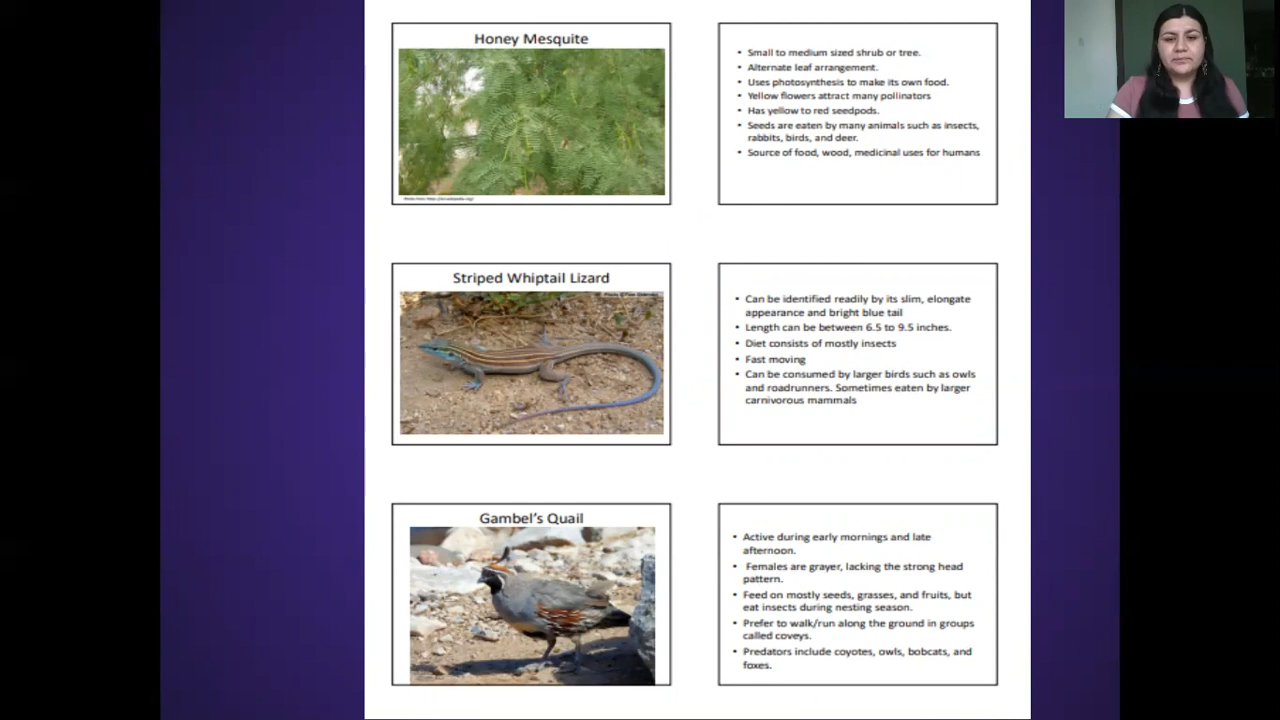 Honey Mesquite
• Small to medium sized shrub or tree.
• Alternate leaf arrangement.
• Uses photosynthesis to make its own food.
• Yellow flowers attract many pollinators
• Has yellow to red seedpods.
• Seeds are eaten by many animals such as insects,
rabbits, birds, and deer.
• Source of food, wood, medicinal uses for humans
Striped Whiptail Lizard
• Can be identified readily by its slim, elongate
appearance and bright blue tail
• Length can be between 6.5 to 9.5 inches.
• Diet consists of mostly insects
• Fast moving
• Can be consumed by larger birds such as owls
and roadrunners. Sometimes eaten by larger
carnivorous mammals
Gambel's Quail
• Active during early mornings and late
afternoon.
• Females are grayer, lacking the strong head
pattern.
• Feed on mostly seeds, grasses, and fruits, but
eat insects during nesting season.
• Prefer to walk/run along the ground in groups
called coveys.
• Predators include coyotes, owls, bobcats, and
foxes.